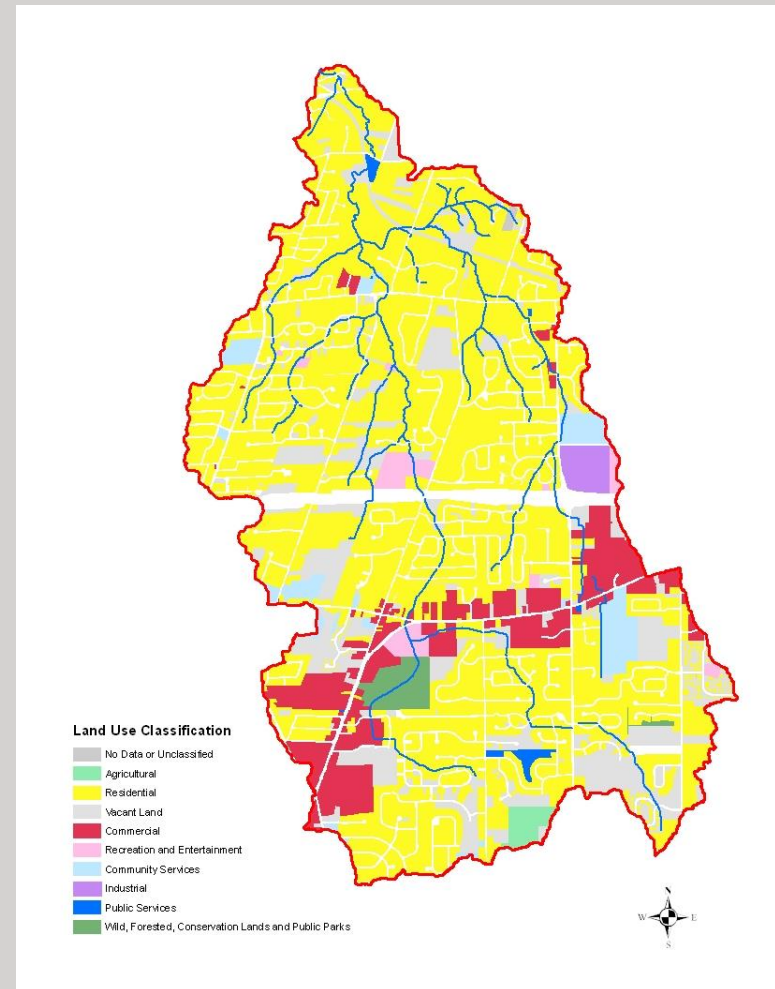 Land Use Classification
No Data or Unclassified
Agricultural
Residential
Vacant Land
Commercial
Recreation and Entertainment
Community Services
Industrial
Public Services
Wild, Forested, Conservation Lands and Public Parks
N
W E
S